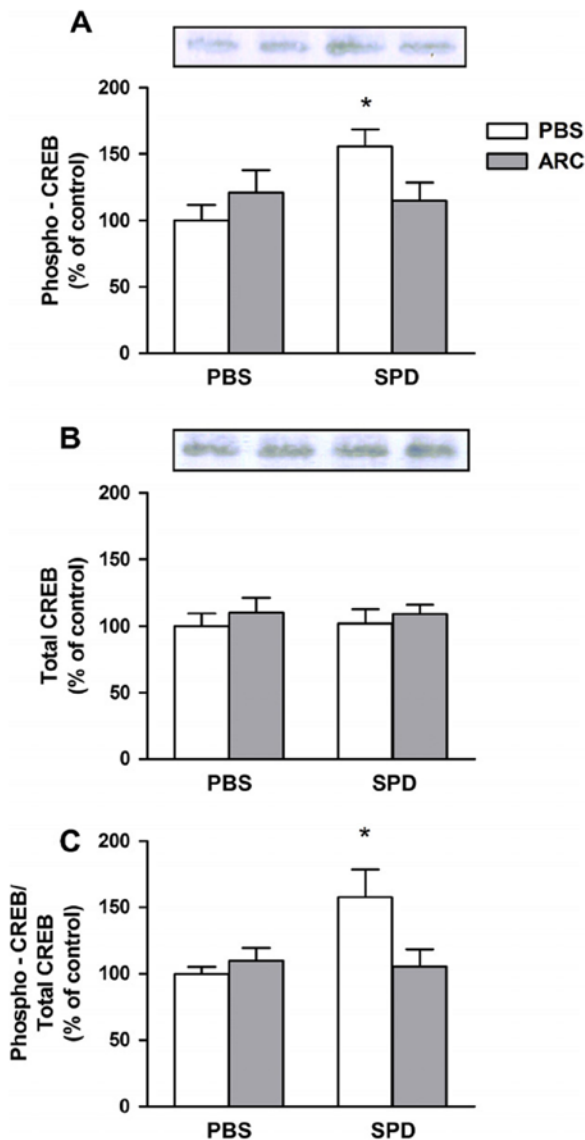 A
200
150
100
50
0
Phospho - CREB
(% of control)
*
PBS
SPD
PBS
ARC
B
200
150
100
50
0
Total CREB
(% of control)
PBS
SPD
C
200
150
100
50
0
Phospho - CREB/
Total CREB
(% of control)
*
PBS
SPD